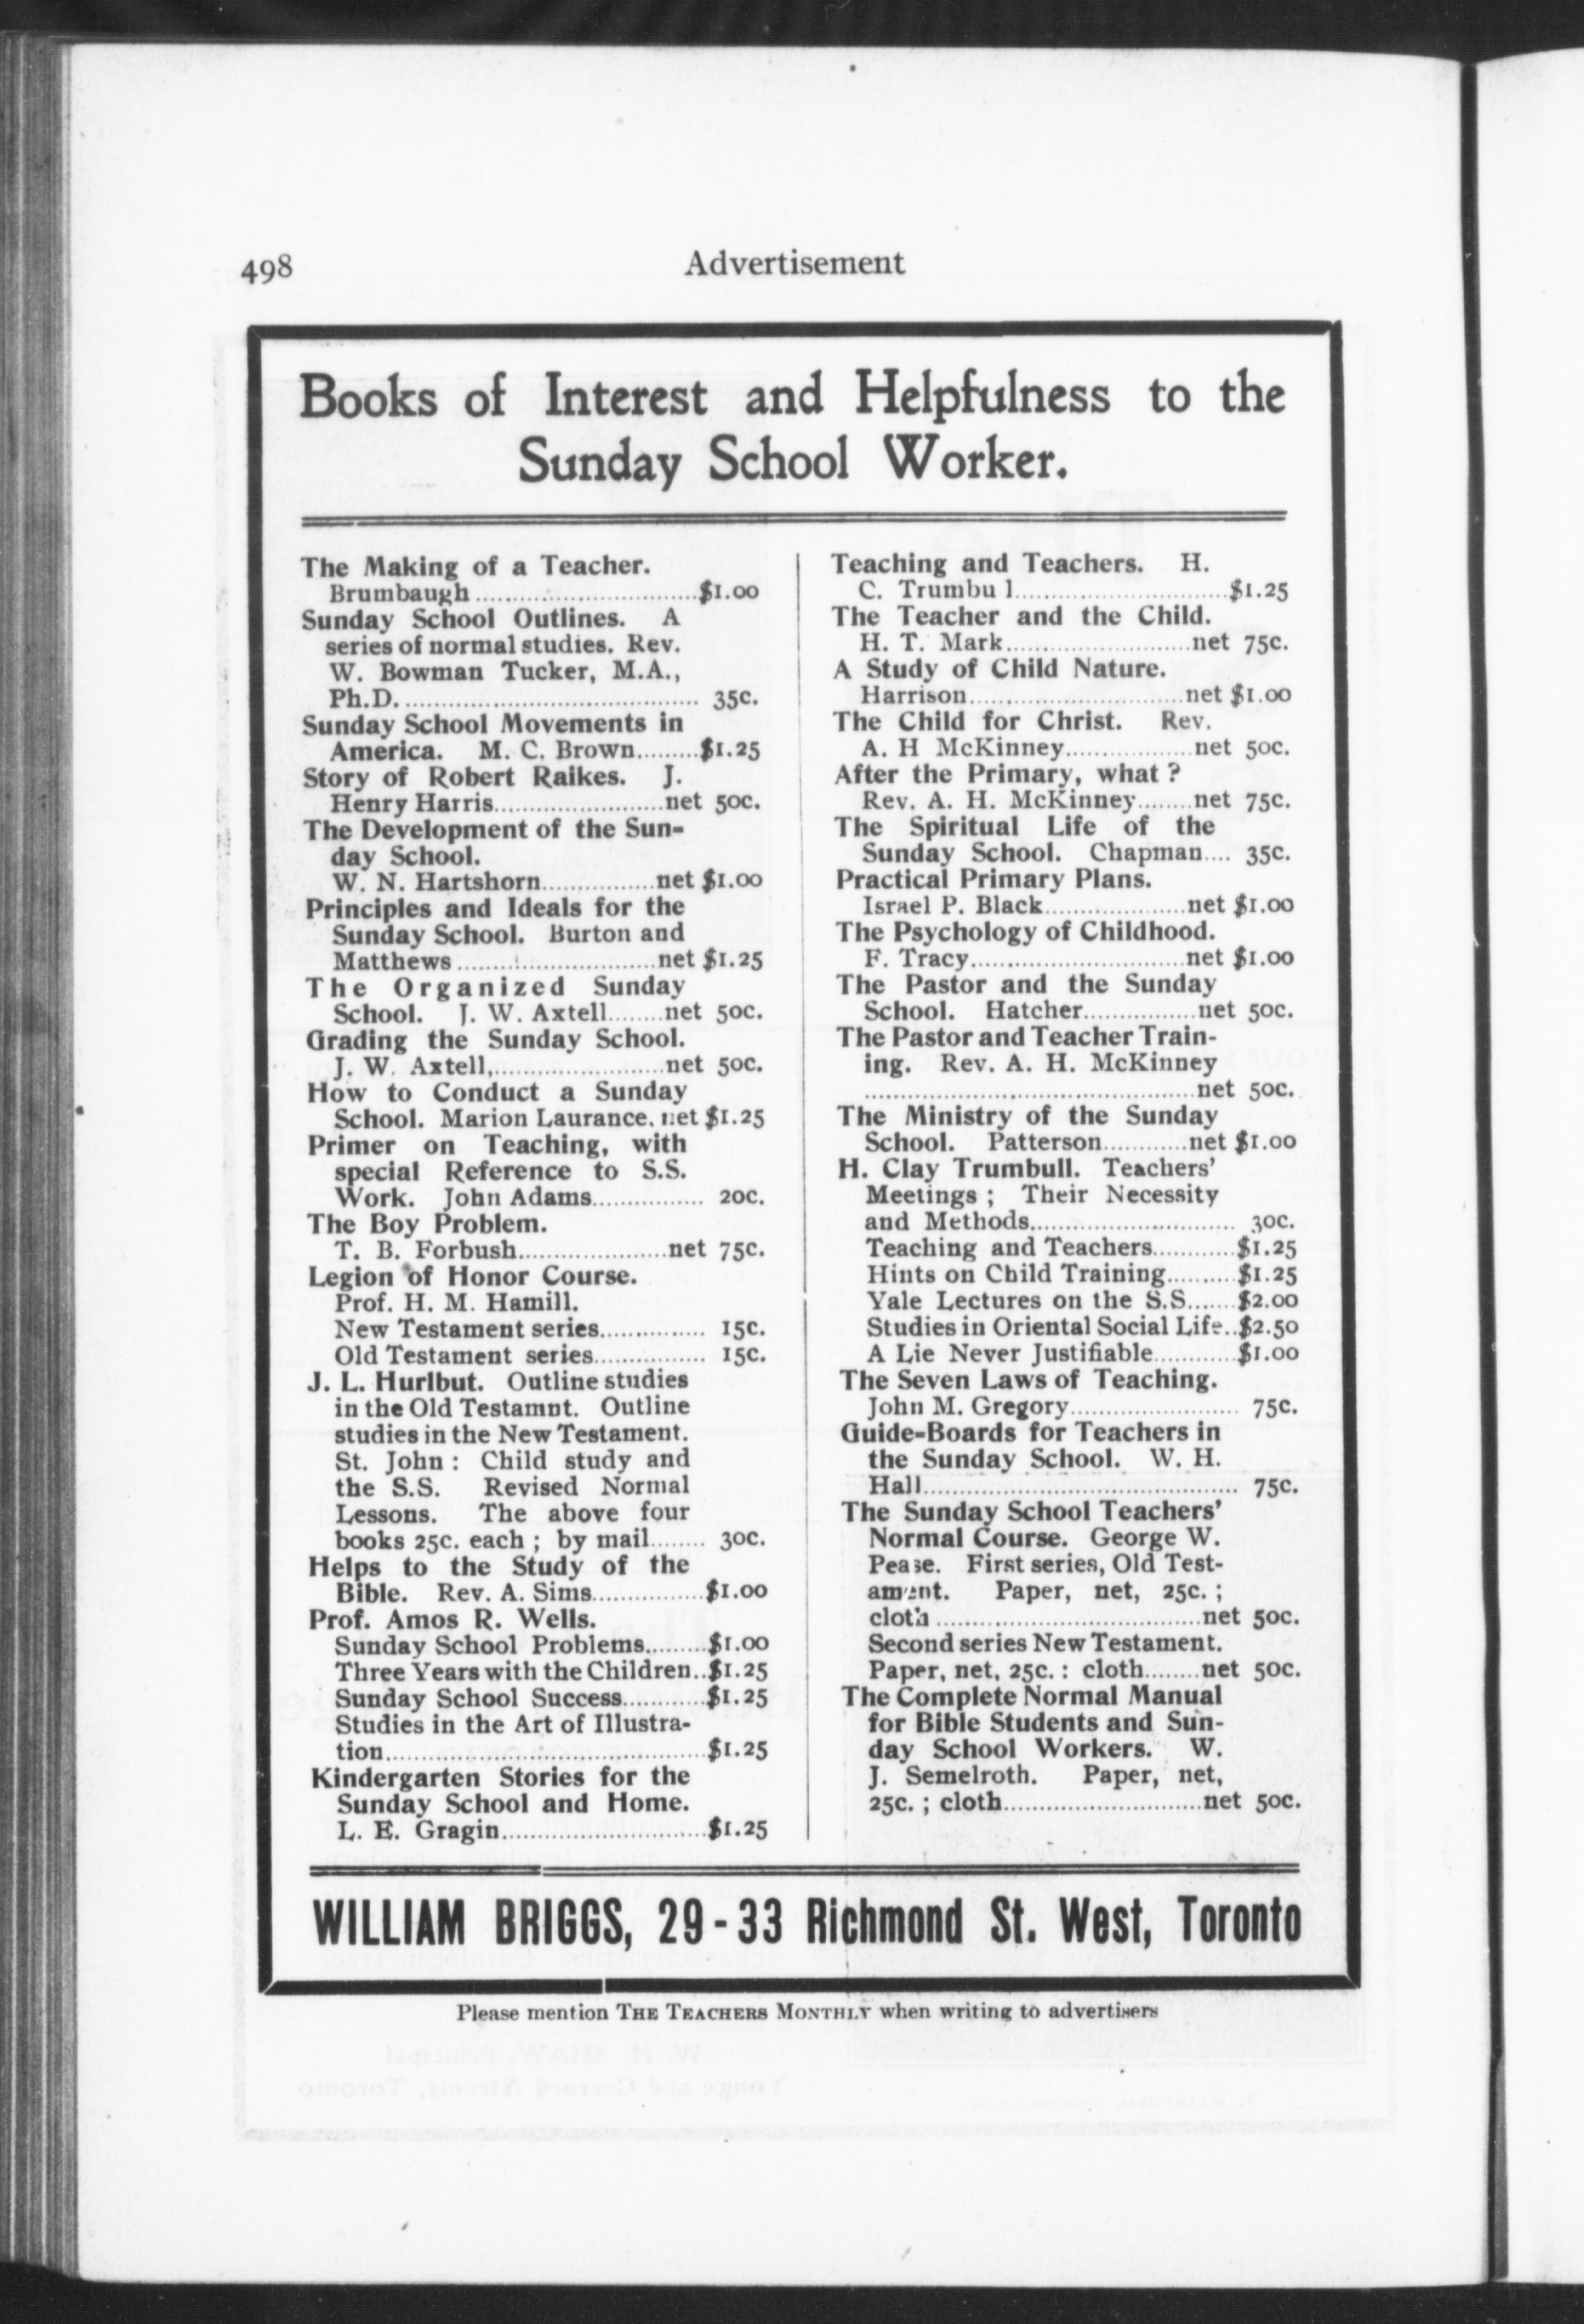 498
Advertisement
Books of Interest and Helpfulness to the
Sunday School Worker.
The Making of a Teacher.
Brumbaugh..............................$1.00
Sunday School Outlines. A
series of normal studies. Rev.
W. Bowman Tucker, M.A.,
Ph.D......................................... 35c.
Sunday School Movements in
America. M. C. Brown.........$1.25
Story of Robert Raikes. J.
Henry Harris.......................net 50c.
The Development of the Sun-
day School.
W. N. Hartshorn................net $1.00
Principles and Ideals for the
Sunday School. Burton and
Matthews...........................net $1.25
The Organized Sunday
School. J. W. Axtell........net 50c.
Grading the Sunday School.
J. W. Axtell,.......................net 50c.
How to Conduct a Sunday
School. Marion Laurance. net $1.25
Primer on Teaching, with
special Reference to S.S.
Work. John Adams................ 20c.
The Boy Problem.
T. B. Forbush....................net 75c.
Legion of Honor Course.
Prof. H. M. Hamill.
New Testament series............... 15c.
Old Testament series................ 15c.
J. L. Hurlbut. Outline studies
in the Old Testamnt. Outline
studies in the New Testament.
St. John : Child study and
the S.S. Revised Normal
Lessons. The above four
books 25c. each ; by mail........ 30c.
Helps to the Study of the
Bible. Rev. A. Sims................$1.00
Prof. Amos R. Wells.
Sunday School Problems.........$1.00
Three Years with the Children..$1.25
Sunday School Success............$1.25
Studies in the Art of Illustra-
tion............................................$1.25
Kindergarten Stories for the
Sunday School and Home.
L. E. Gragin............................$1.25
Teaching and Teachers. H.
C. Trumbu l.............................$1.25
The Teacher and the Child.
H. T. Mark.........................net 75c.
A Study of Child Nature.
Harrison.............................net $1.00
The Child for Christ. Rev.
A. H McKinney.................net 50c.
After the Primary, what ?
Rev. A. H. McKinney........net 75c.
The Spiritual Life of the
Sunday School. Chapman.... 35c.
Practical Primary Plans.
Israel P. Black...................net $1.00
The Psychology of Childhood.
F. Tracy.............................net $1.00
The Pastor and the Sunday
School. Hatcher...............net 50c.
The Pastor and Teacher Train-
ing. Rev. A. H. McKinney
.............................................net 50c.
The Ministry of the Sunday
School. Patterson............net $1.00
H. Clay Trumbull. Teachers'
Meetings ; Their Necessity
and Methods............................ 30c.
Teaching and Teachers............$1.25
Hints on Child Training..........$1.25
Yale Lectures on the S.S.......$2.00
Studies in Oriental Social Life..$2.50
A Lie Never Justifiable............$1.00
The Seven Laws of Teaching.
John M. Gregory....................... 75c.
Guide-Boards for Teachers in
the Sunday School. W. H.
Hall........................................... 75c.
The Sunday School Teachers'
Normal Course. George W.
Pease. First series, Old Test-
ament. Paper, net, 25c. ;
cloth....................................net 50c.
Second series New Testament.
Paper, net, 25c. : cloth........net 50c.
The Complete Normal Manual
for Bible Students and Sun-
day School Workers. W.
J. Semelroth. Paper, net,
25c. ; cloth...........................net 50c.
WILLIAM BRIGGS, 29-33 Richmond St. West, Toronto
Please mention THE TEACHERS MONTHLY when writing to advertisers